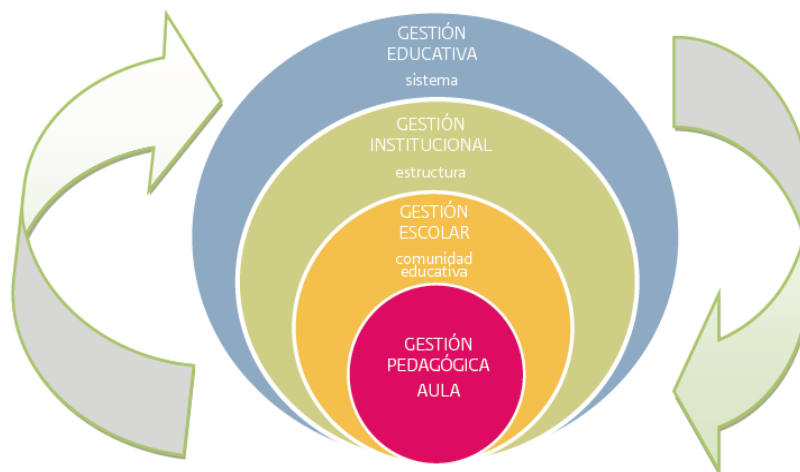 GESTIÓN
EDUCATIVA
sistema
GESTIÓN
INSTITUCIONAL
estructura
GESTIÓN
ESCOLAR
comunidad
educativa
GESTIÓN
PEDAGÓGICA
AULA